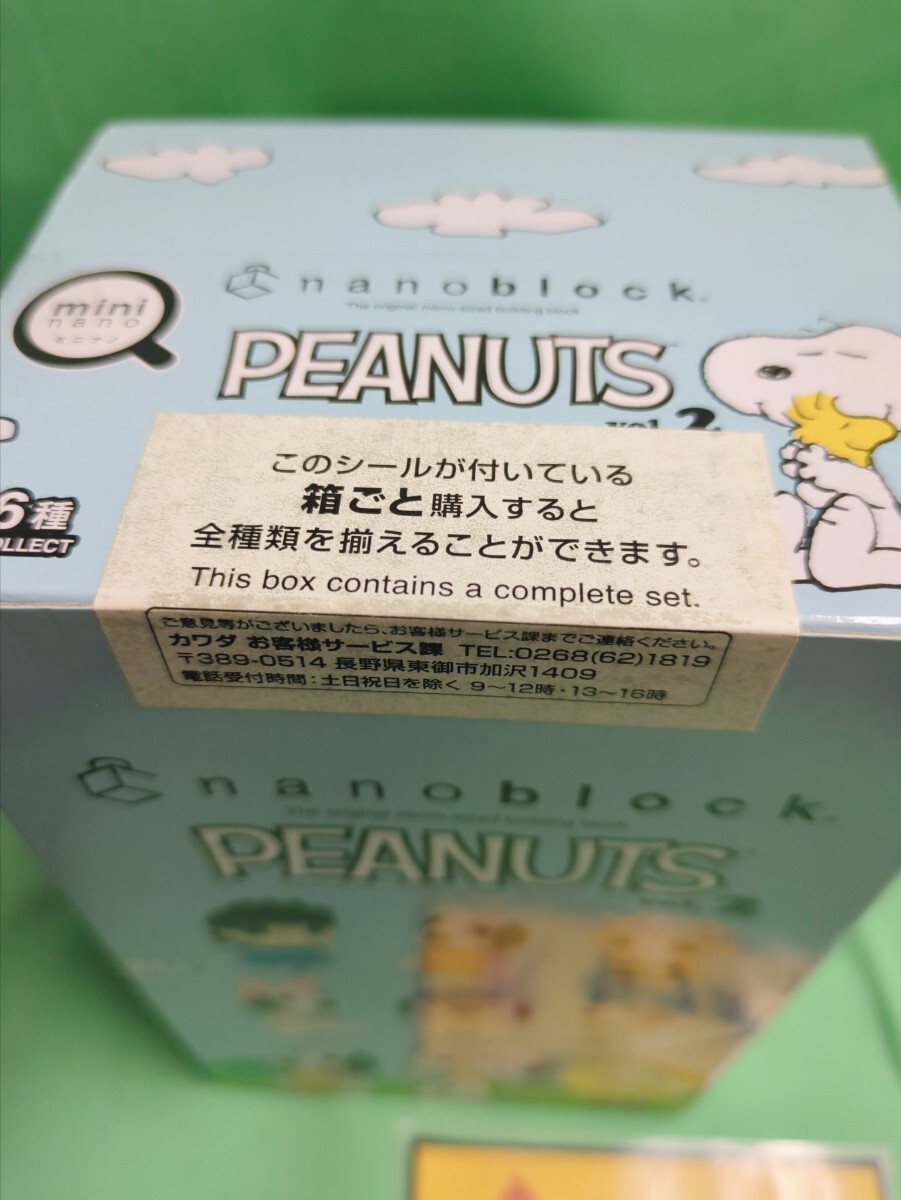 nanoblock
The original micro-sized building block
mini
nano
ミニナノ
PEANUTS
vol.2
6種
OLLECT
このシールが付いている
箱ごと購入すると
全種類を揃えることができます。
This box contains a complete set.
ご意見等がございましたら、お客様サービス課までご連絡ください。
カワダ お客様サービス課 TEL:0268(62)1819
〒389-0514 長野県東御市加沢1409
電話受付時間:土日祝日を除く 9～12時・13～16時
nanoblock
The original micro-sized building block
PEANUTS
vol.2